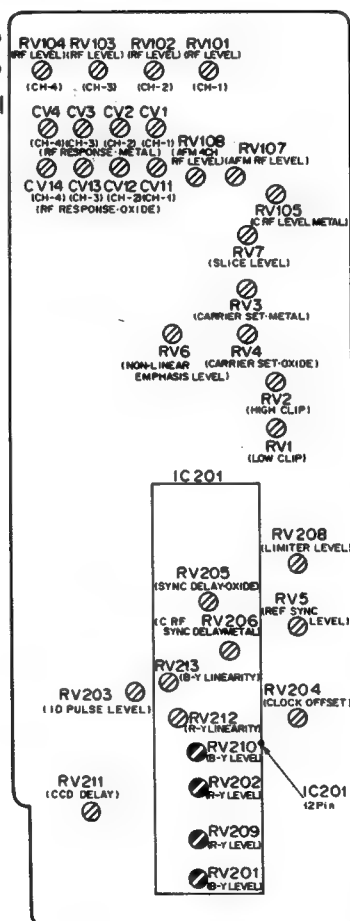 RV104 RV103 RV102 RV101
(RF LEVEL)(RF LEVEL)(RF LEVEL)(RF LEVEL)
(CH-4) (CH-3) (CH-2) (CH-1)
CV4 CV3 CV2 CV1
(CH-4)(CH-3)(CH-2)(CH-1)
(RF RESPONSE-METAL)
RV108
(AFM 4CH
RF LEVEL)
RV107
(AFM RF LEVEL)
CV14 CV13 CV12 CV11
(CH-4) (CH-3) (CH-2)(CH-1)
(RF RESPONSE-OXIDE)
RV105
(C RF LEVEL METAL)
RV7
(SLICE LEVEL)
RV3
(CARRIER SET-METAL)
RV6
(NON-LINEAR
EMPHASIS LEVEL)
RV4
(CARRIER SET-OXIDE)
RV2
(HIGH CLIP)
RV1
(LOW CLIP)
IC201
RV208
(LIMITER LEVEL)
RV205
(SYNC DELAY-OXIDE)
RV5
(REF SYNC
LEVEL)
(C RF RV206
SYNC DELAY-METAL)
RV213
(B-Y LINEARITY)
RV203
(ID PULSE LEVEL)
RV204
(CLOCK OFFSET)
RV212
(R-Y LINEARITY)
RV210
(B-Y LEVEL)
RV202
(R-Y LEVEL)
IC201
12Pin
RV211
(CCD DELAY)
RV209
(R-Y LEVEL)
RV201
(B-Y LEVEL)